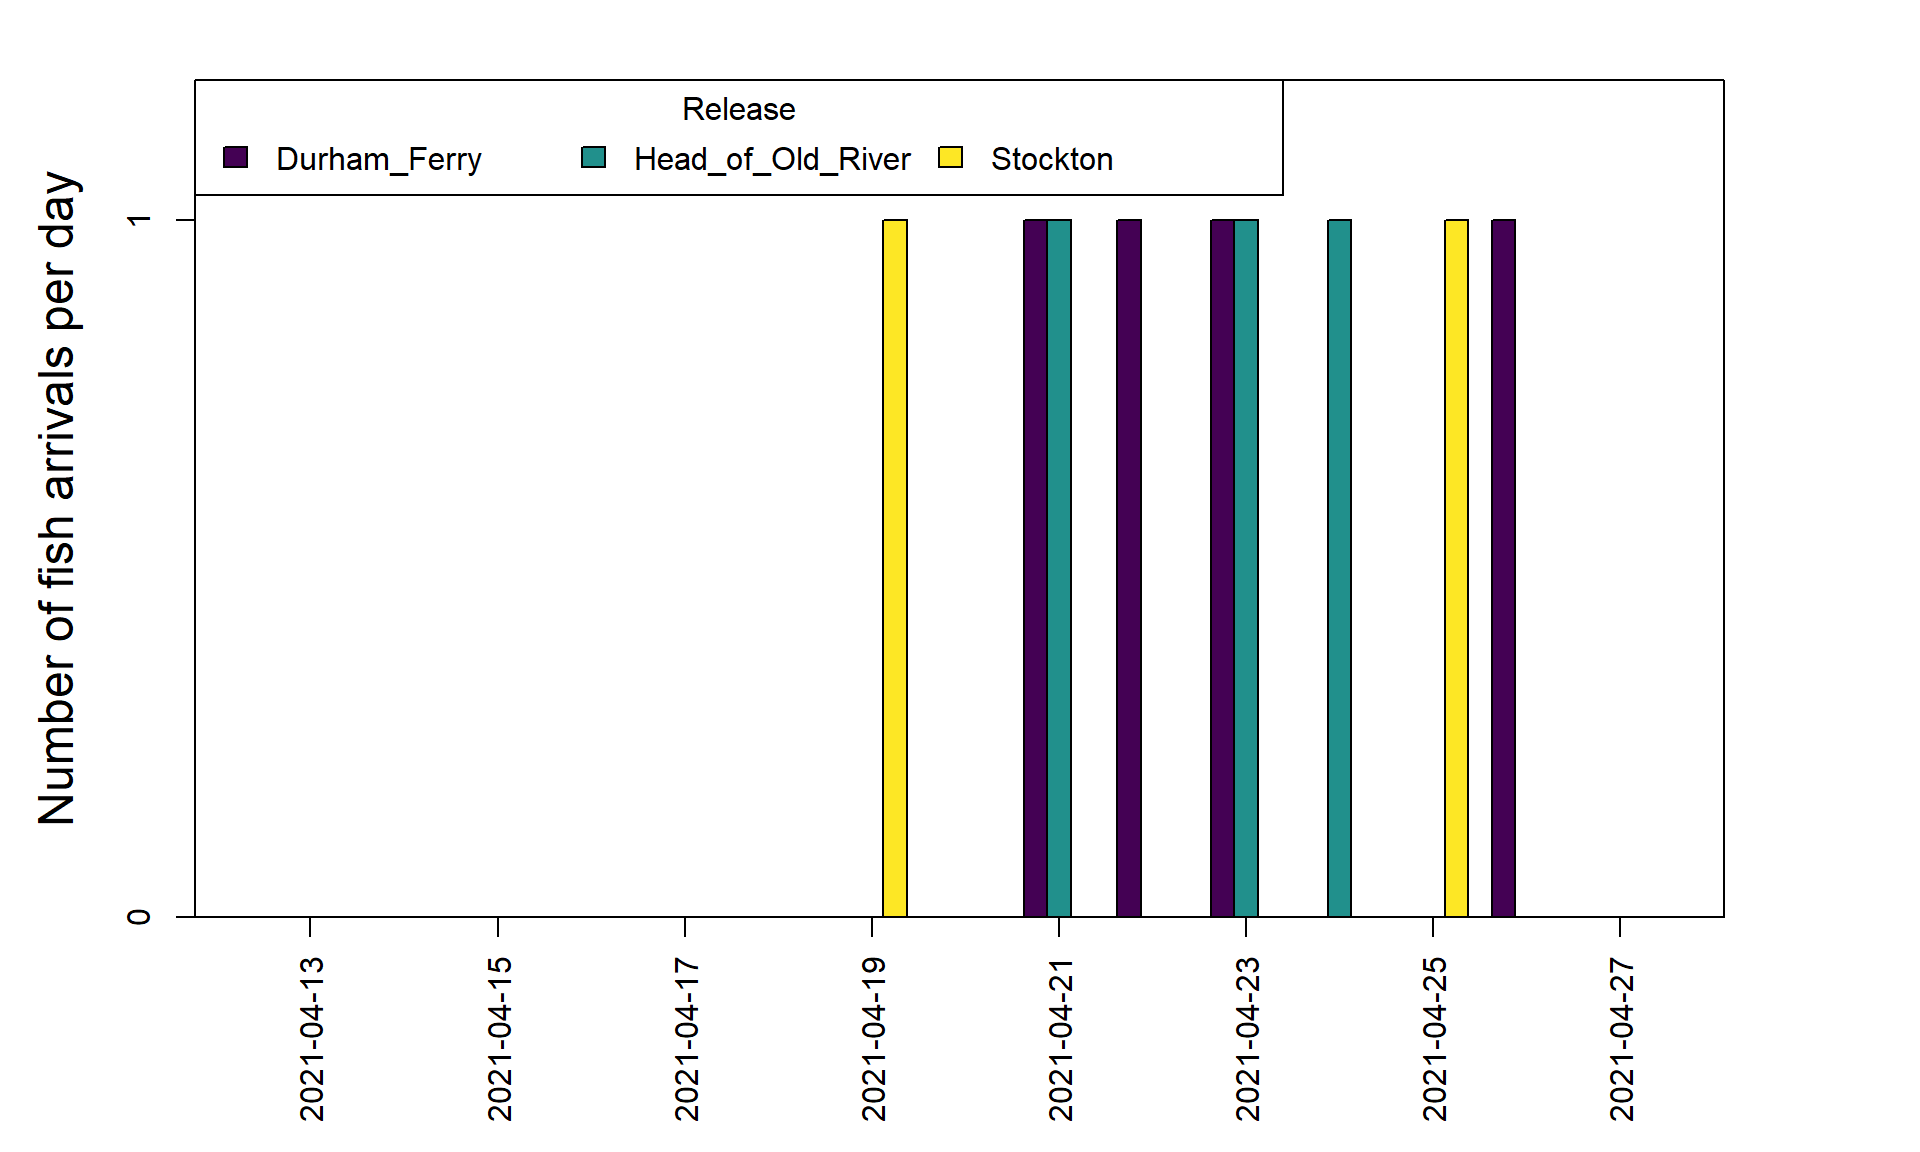 Release
Durham_Ferry
Head_of_Old_River
Stockton
Number of fish arrivals per day
1
0
2021-04-13
2021-04-15
2021-04-17
2021-04-19
2021-04-21
2021-04-23
2021-04-25
2021-04-27